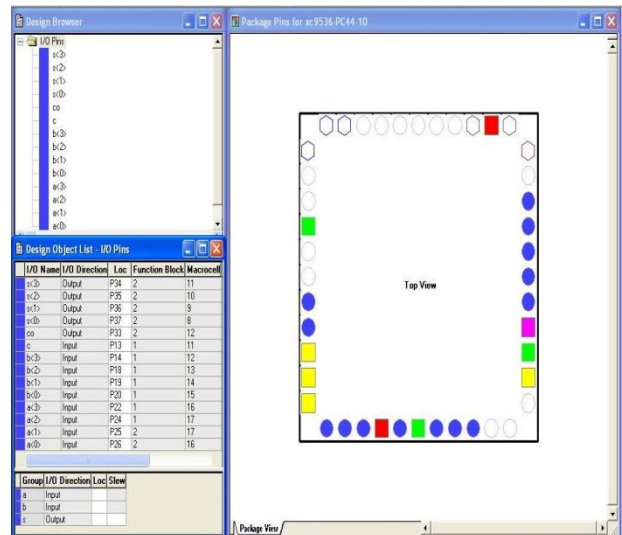 Design Browser
I/O Pins
s<3>
s<2>
s<1>
s<0>
co
c
b<3>
b<2>
b<1>
b<0>
a<3>
a<2>
a<1>
a<0>
Design Object List - I/O Pins
I/O Name I/O Direction Loc Function Block Macrocell
s<3> Output P34 2 11
s<2> Output P35 2 10
s<1> Output P36 2 9
s<0> Output P37 2 8
co Output P33 2 12
c Input P13 1 11
b<3> Input P14 1 12
b<2> Input P18 1 13
b<1> Input P19 1 14
b<0> Input P20 1 15
a<3> Input P22 1 16
a<2> Input P24 1 17
a<1> Input P25 2 17
a<0> Input P26 2 16
Group I/O Direction Loc Slew
a Input
b Input
s Output
Package Pins for xc9536-PC44-10
Top View
Package View